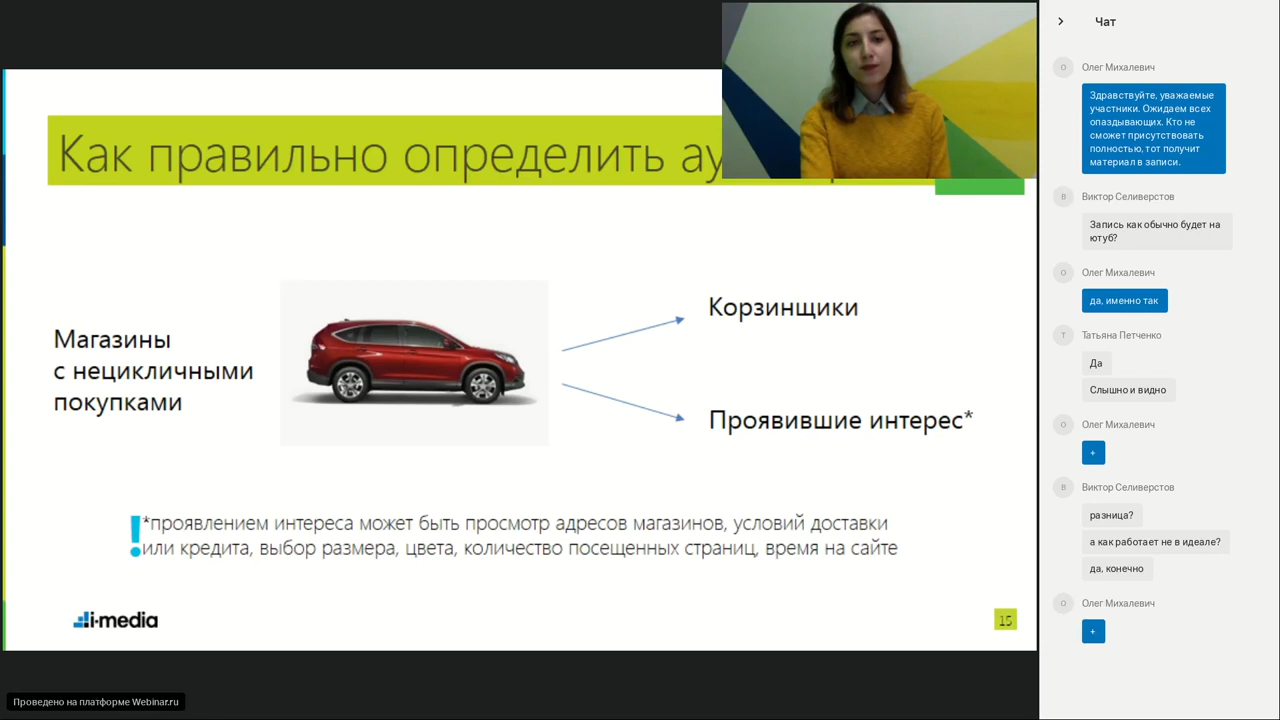 Как правильно определить ау
Магазины
с нецикличными
покупками
Корзинщики
Проявившие интерес*
!
*проявлением интереса может быть просмотр адресов магазинов, условий доставки
или кредита, выбор размера, цвета, количество посещенных страниц, время на сайте
i-media
15
Проведено на платформе Webinar.ru
Чат
О
Олег Михалевич
Здравствуйте, уважаемые
участники. Ожидаем всех
опаздывающих. Кто не
сможет присутствовать
полностью, тот получит
материал в записи.
В
Виктор Селиверстов
Запись как обычно будет на
ютуб?
О
Олег Михалевич
да, именно так
Т
Татьяна Петченко
Да
Слышно и видно
О
Олег Михалевич
+
В
Виктор Селиверстов
разница?
а как работает не в идеале?
да, конечно
О
Олег Михалевич
+